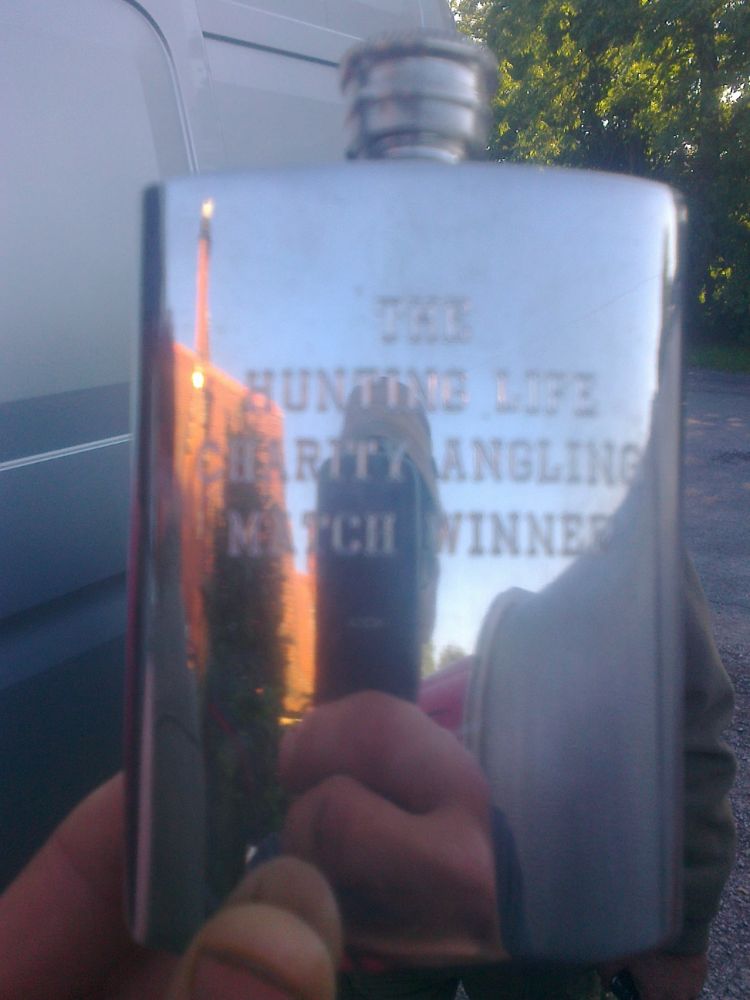 THE
HUNTING LIFE
CHARITY ANGLING
MATCH WINNER